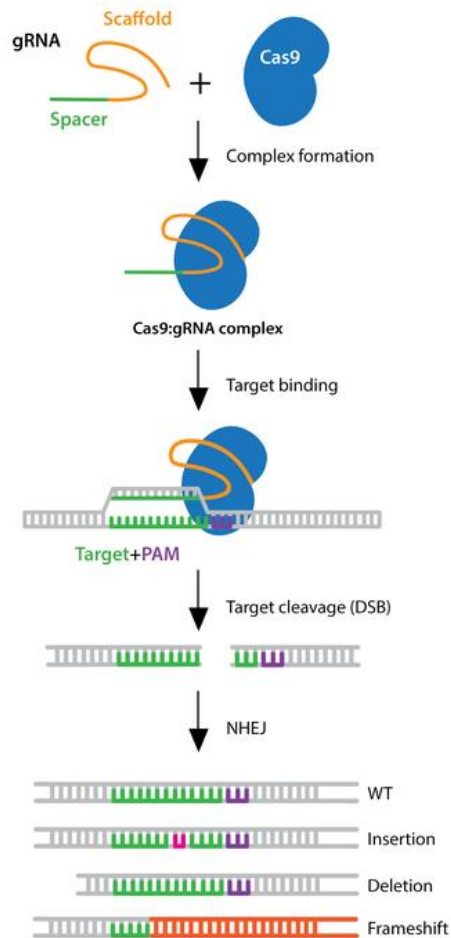 Scaffold
gRNA
Cas9
Spacer
+
Complex formation
Cas9:gRNA complex
Target binding
Target+PAM
Target cleavage (DSB)
NHEJ
WT
Insertion
Deletion
Frameshift